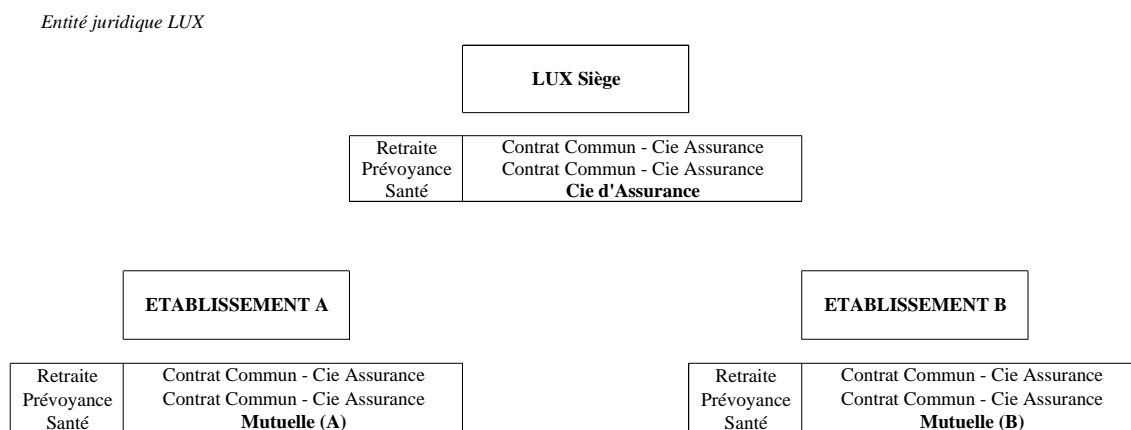 Entité juridique LUX
LUX Siège
Retraite Contrat Commun - Cie Assurance
Prévoyance Contrat Commun - Cie Assurance
Santé Cie d'Assurance
ETABLISSEMENT A
ETABLISSEMENT B
Retraite Contrat Commun - Cie Assurance
Prévoyance Contrat Commun - Cie Assurance
Santé Mutuelle (A)
Retraite Contrat Commun - Cie Assurance
Prévoyance Contrat Commun - Cie Assurance
Santé Mutuelle (B)